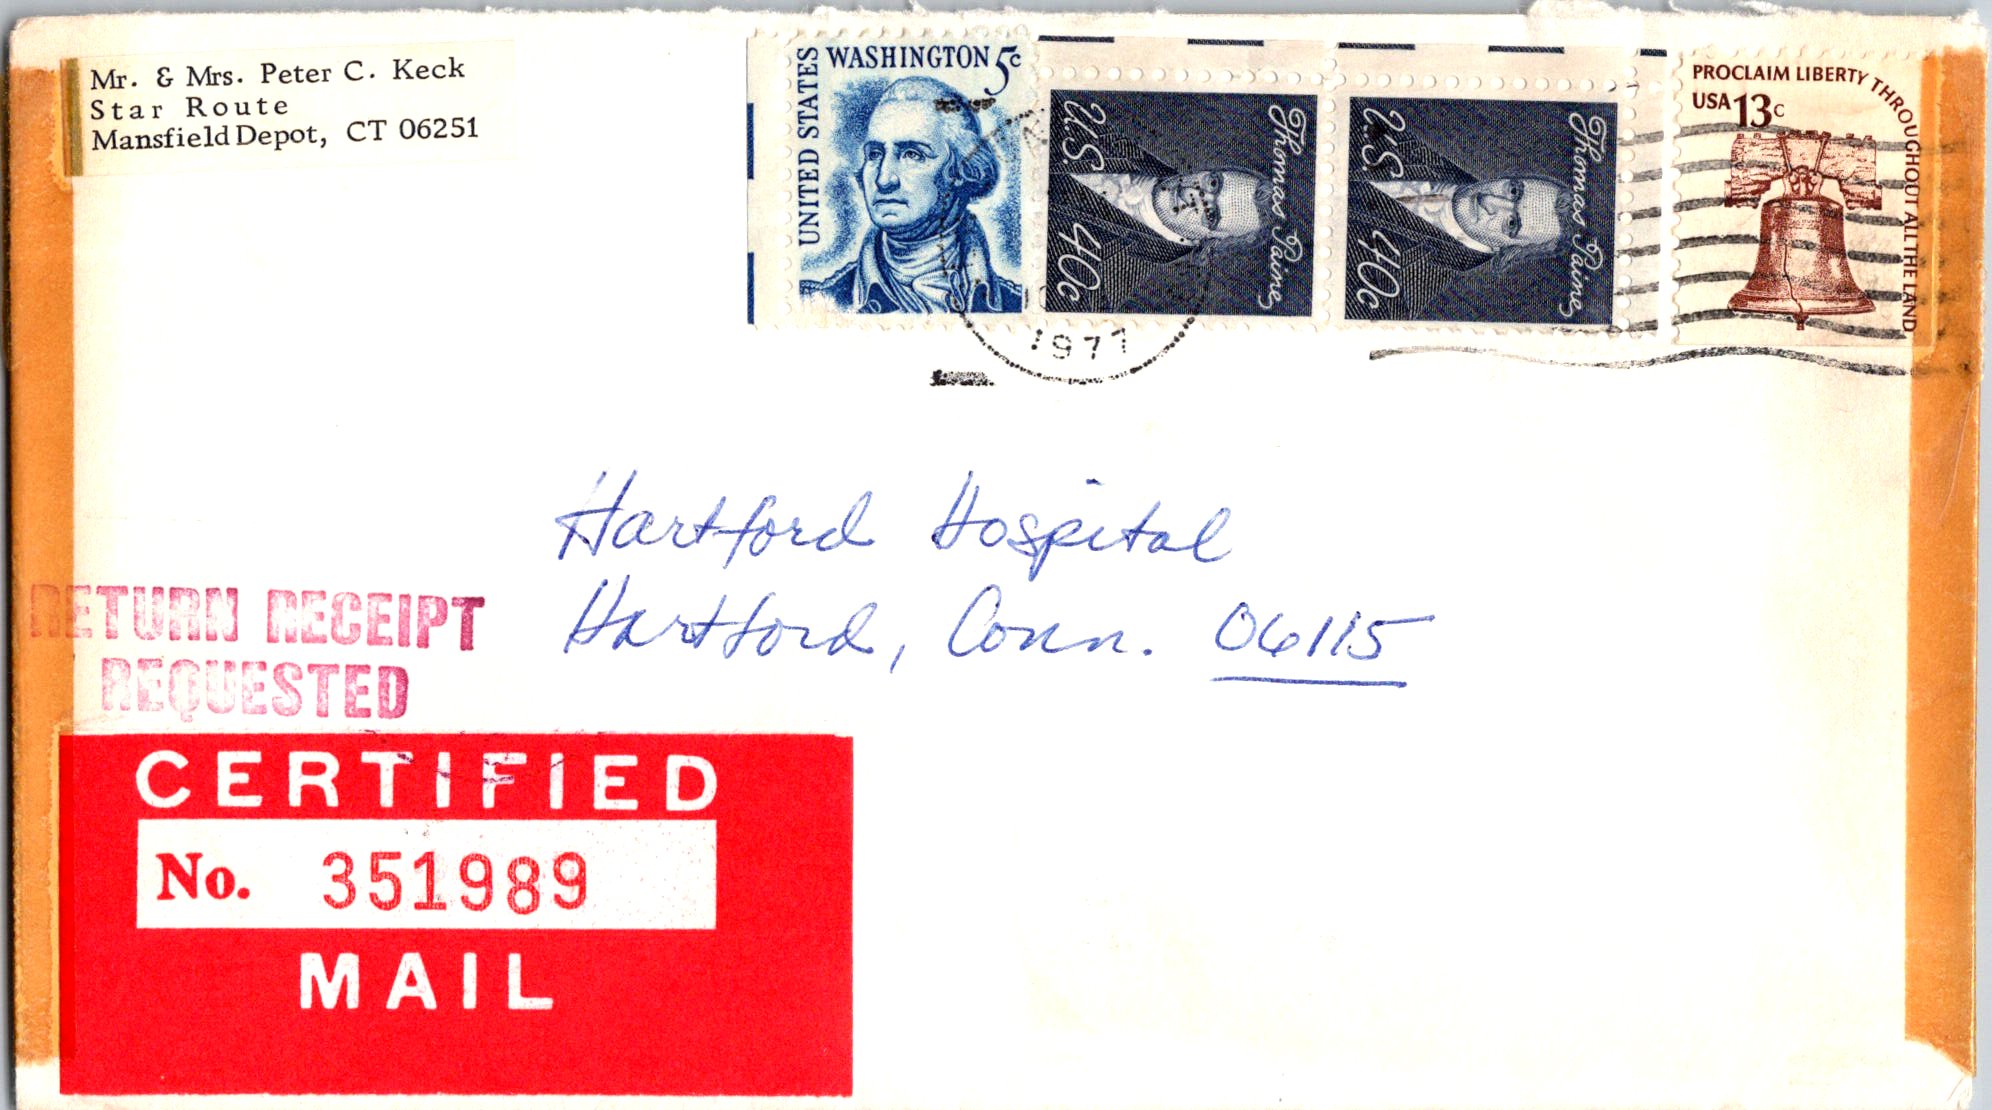 Mr. & Mrs. Peter C. Keck
Star Route
Mansfield Depot, CT 06251
UNITED STATES
WASHINGTON 5c
U.S. 40c
Thomas Paine
U.S. 40c
Thomas Paine
PROCLAIM LIBERTY THROUGHOUT ALL THE LAND
USA 13c
1977
Hartford Hospital
Hartford, Conn. 06115
RETURN RECEIPT
REQUESTED
CERTIFIED
No. 351989
MAIL